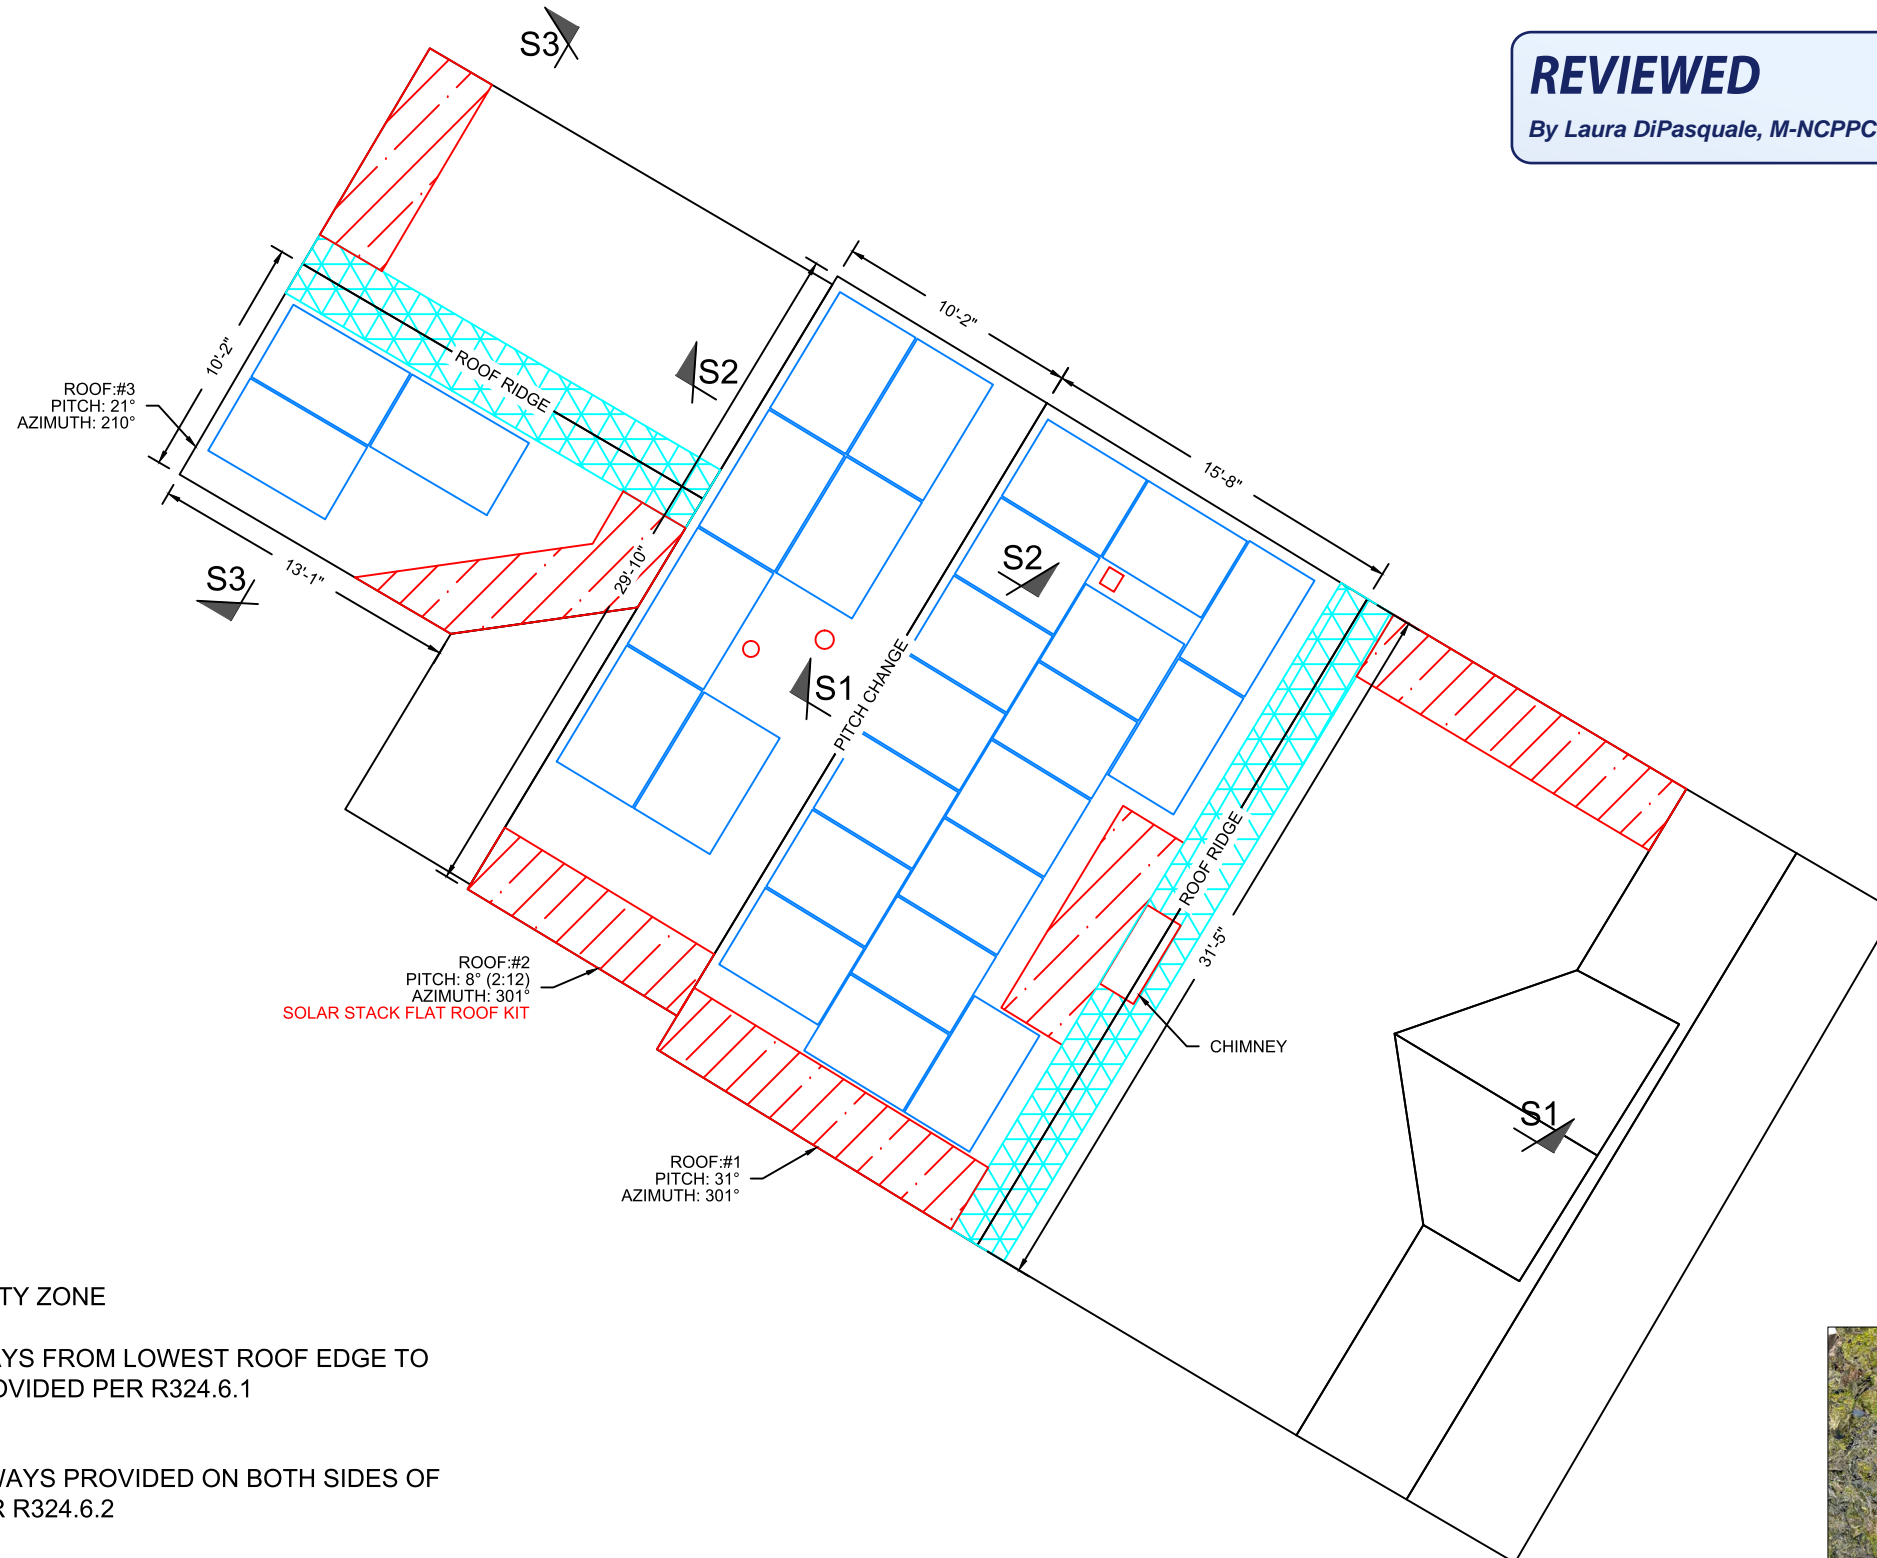 S3
REVIEWED
By Laura DiPasquale, M-NCPPC
10'-2"
10'-2"
ROOF RIDGE
S2
ROOF:#3
PITCH: 21°
AZIMUTH: 210°
15'-8"
S2
S3
13'-1"
29'-10"
S1
PITCH CHANGE
ROOF RIDGE
31'-5"
ROOF:#2
PITCH: 8° (2:12)
AZIMUTH: 301°
SOLAR STACK FLAT ROOF KIT
CHIMNEY
S1
ROOF:#1
PITCH: 31°
AZIMUTH: 301°
TY ZONE
AYS FROM LOWEST ROOF EDGE TO
OVIDED PER R324.6.1
WAYS PROVIDED ON BOTH SIDES OF
R R324.6.2